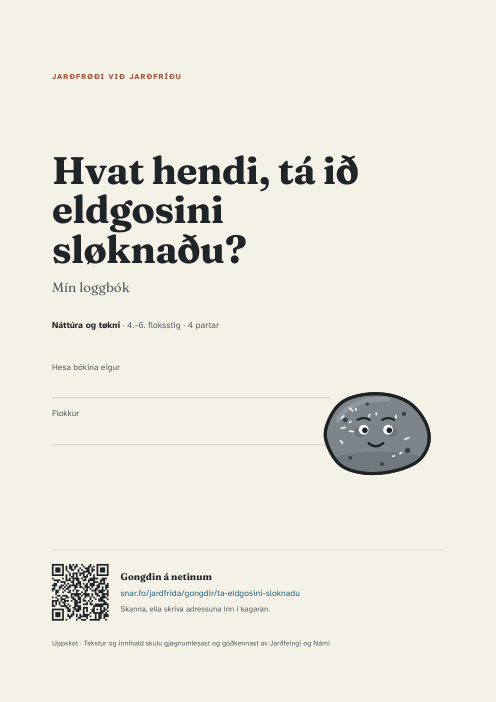 JARÐFRØÐI VIÐ JARÐFRÍÐU
Hvat hendi, tá ið
eldgosini
sløknaðu?
Mín loggbók
Náttúra og tøkni · 4.–6. floksstig · 4 partar
Hesa bókina eigur
Flokkur
Gongdin á netinum
snar.fo/jardfrida/gongdir/ta-eldgosini-sloknadu
Skanna, ella skriva adressuna inn í kagaran.
Uppskot · Tekstur og innihald skulu gjøgnumlesast og góðkennast av Jarðfeingi og Námi